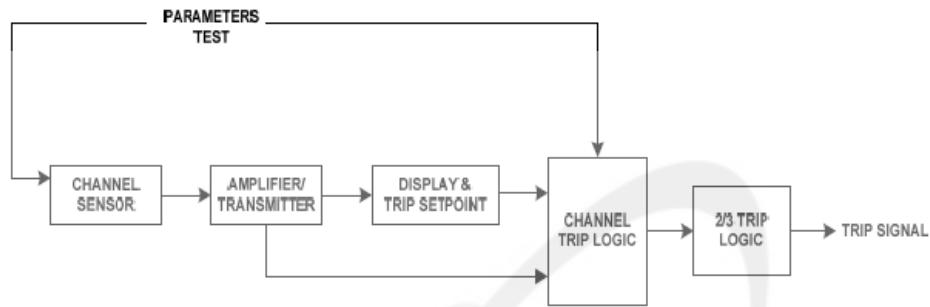 PARAMETERS
TEST
CHANNEL
SENSOR
AMPLIFIER/
TRANSMITTER
DISPLAY &
TRIP SETPOINT
CHANNEL
TRIP LOGIC
2/3 TRIP
LOGIC
TRIP SIGNAL